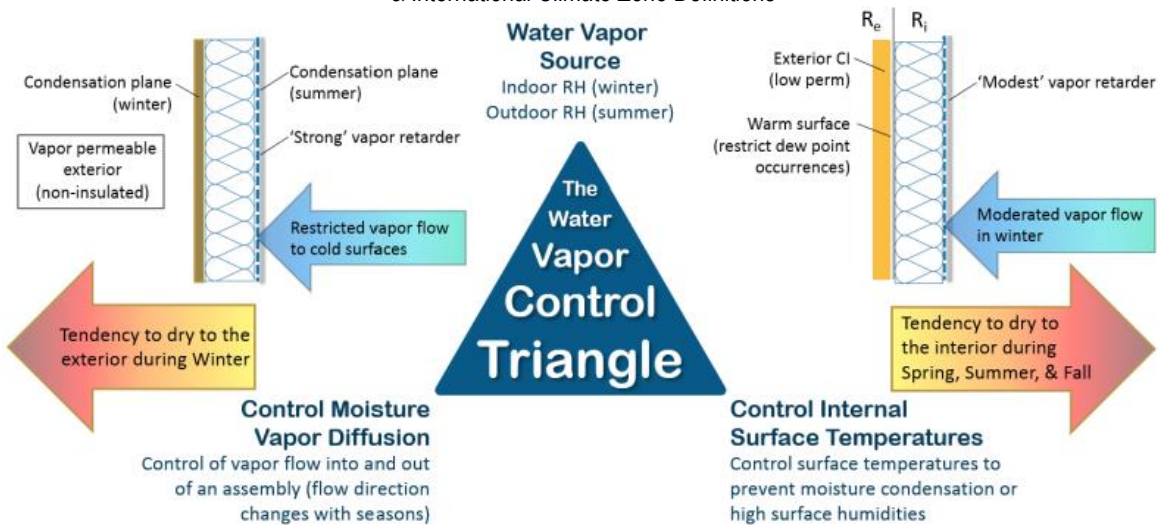 & International Climate Zone Definitions
Condensation plane
(winter)
Vapor permeable
exterior
(non-insulated)
Condensation plane
(summer)
'Strong' vapor retarder
Restricted vapor flow
to cold surfaces
Tendency to dry to the
exterior during Winter
Water Vapor
Source
Indoor RH (winter)
Outdoor RH (summer)
The
Water
Vapor
Control
Triangle
Re
Ri
Exterior CI
(low perm)
Warm surface
(restrict dew point
occurrences)
'Modest' vapor retarder
Moderated vapor flow
in winter
Tendency to dry to
the interior during
Spring, Summer, & Fall
Control Moisture
Vapor Diffusion
Control of vapor flow into and out
of an assembly (flow direction
changes with seasons)
Control Internal
Surface Temperatures
Control surface temperatures to
prevent moisture condensation or
high surface humidities